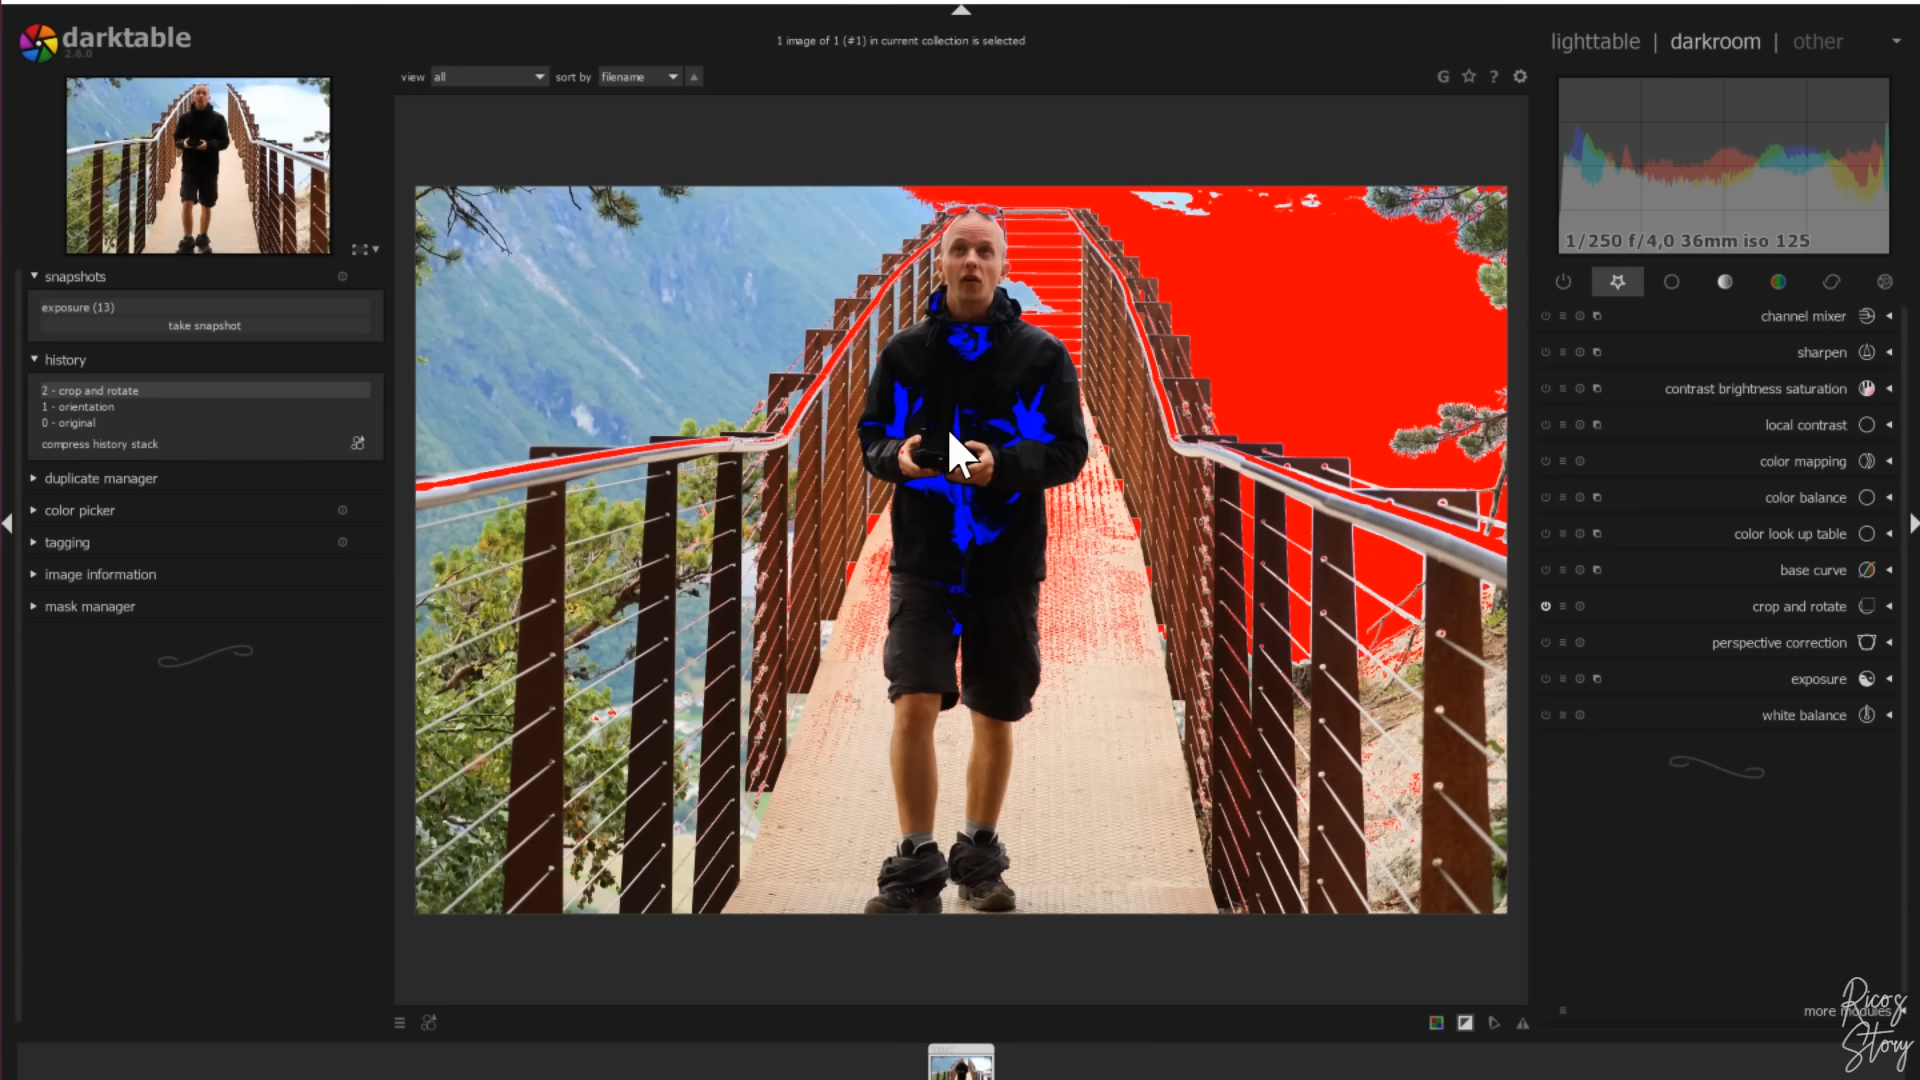 darktable
2.6.0
1 image of 1 (#1) in current collection is selected
lighttable | darkroom | other
view all sort by filename
G ?
1/250 f/4,0 36mm iso 125
snapshots
exposure (13)
take snapshot
history
2 - crop and rotate
1 - orientation
0 - original
compress history stack
duplicate manager
color picker
tagging
image information
mask manager
channel mixer
sharpen
contrast brightness saturation
local contrast
color mapping
color balance
color look up table
base curve
crop and rotate
perspective correction
exposure
white balance
more modules
Ricos
Story